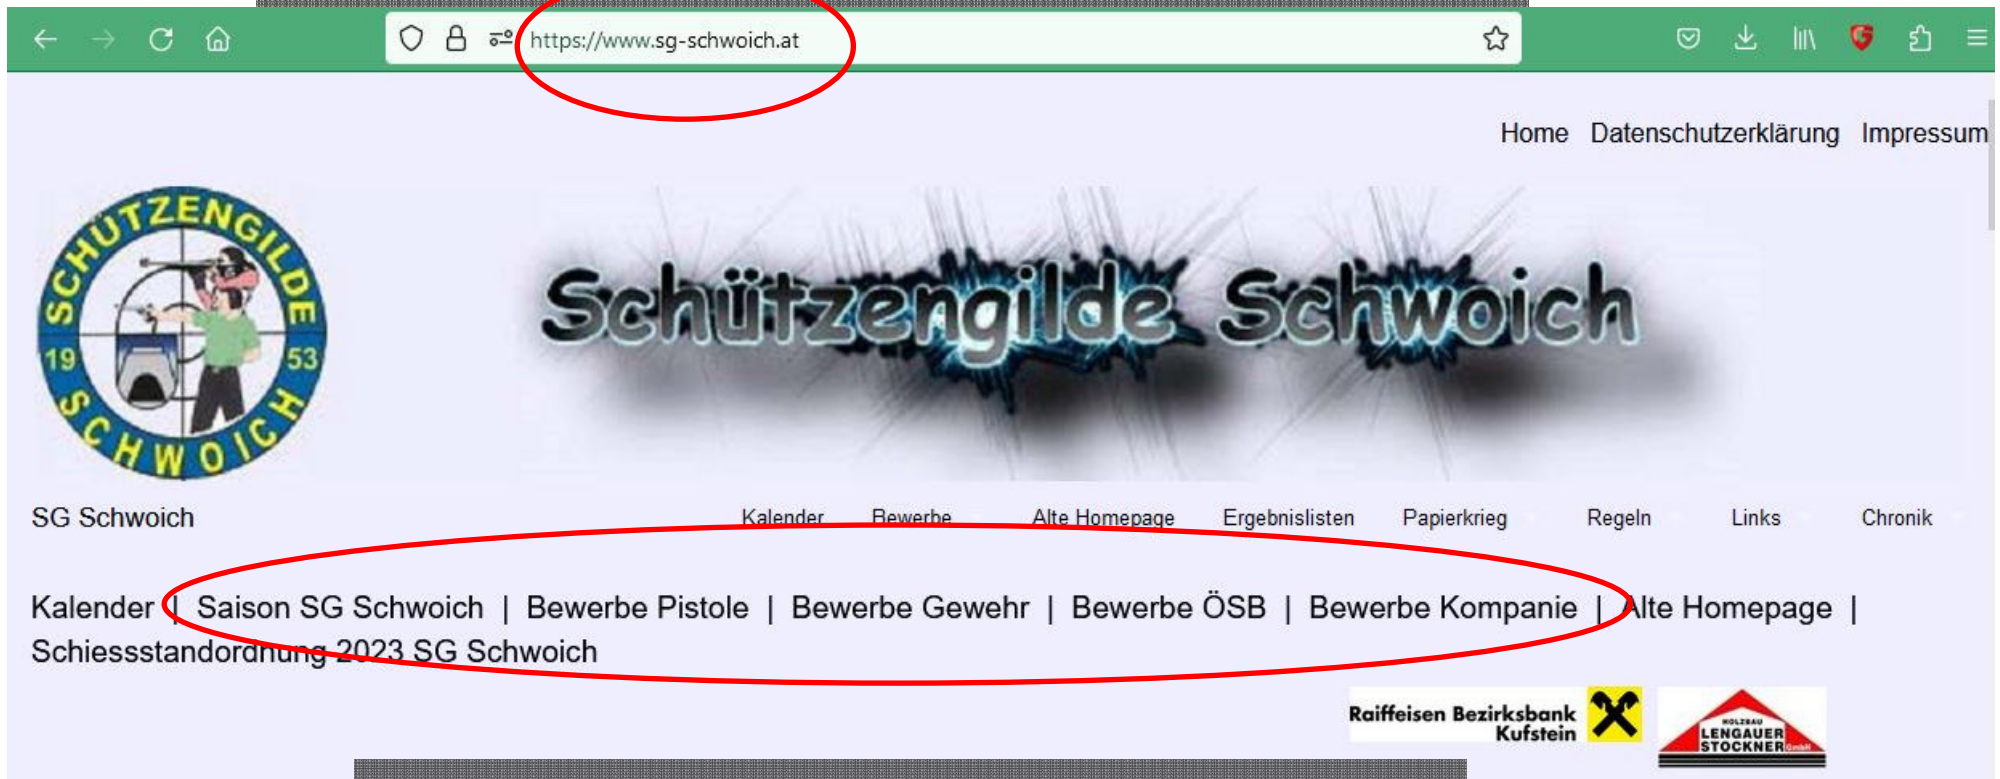 https://www.sg-schwoich.at
Home Datenschutzerklärung Impressum
SCHÜTZENGILDE
19 53
SCHWOICH
Schützengilde Schwoich
SG Schwoich
Kalender Bewerbe Alte Homepage Ergebnislisten Papierkrieg Regeln Links Chronik
Kalender | Saison SG Schwoich | Bewerbe Pistole | Bewerbe Gewehr | Bewerbe ÖSB | Bewerbe Kompanie | Alte Homepage |
Schiessstandordnung 2023 SG Schwoich
Raiffeisen Bezirksbank
Kufstein
HOLZBAU
LENGAUER
STOCKNER GmbH